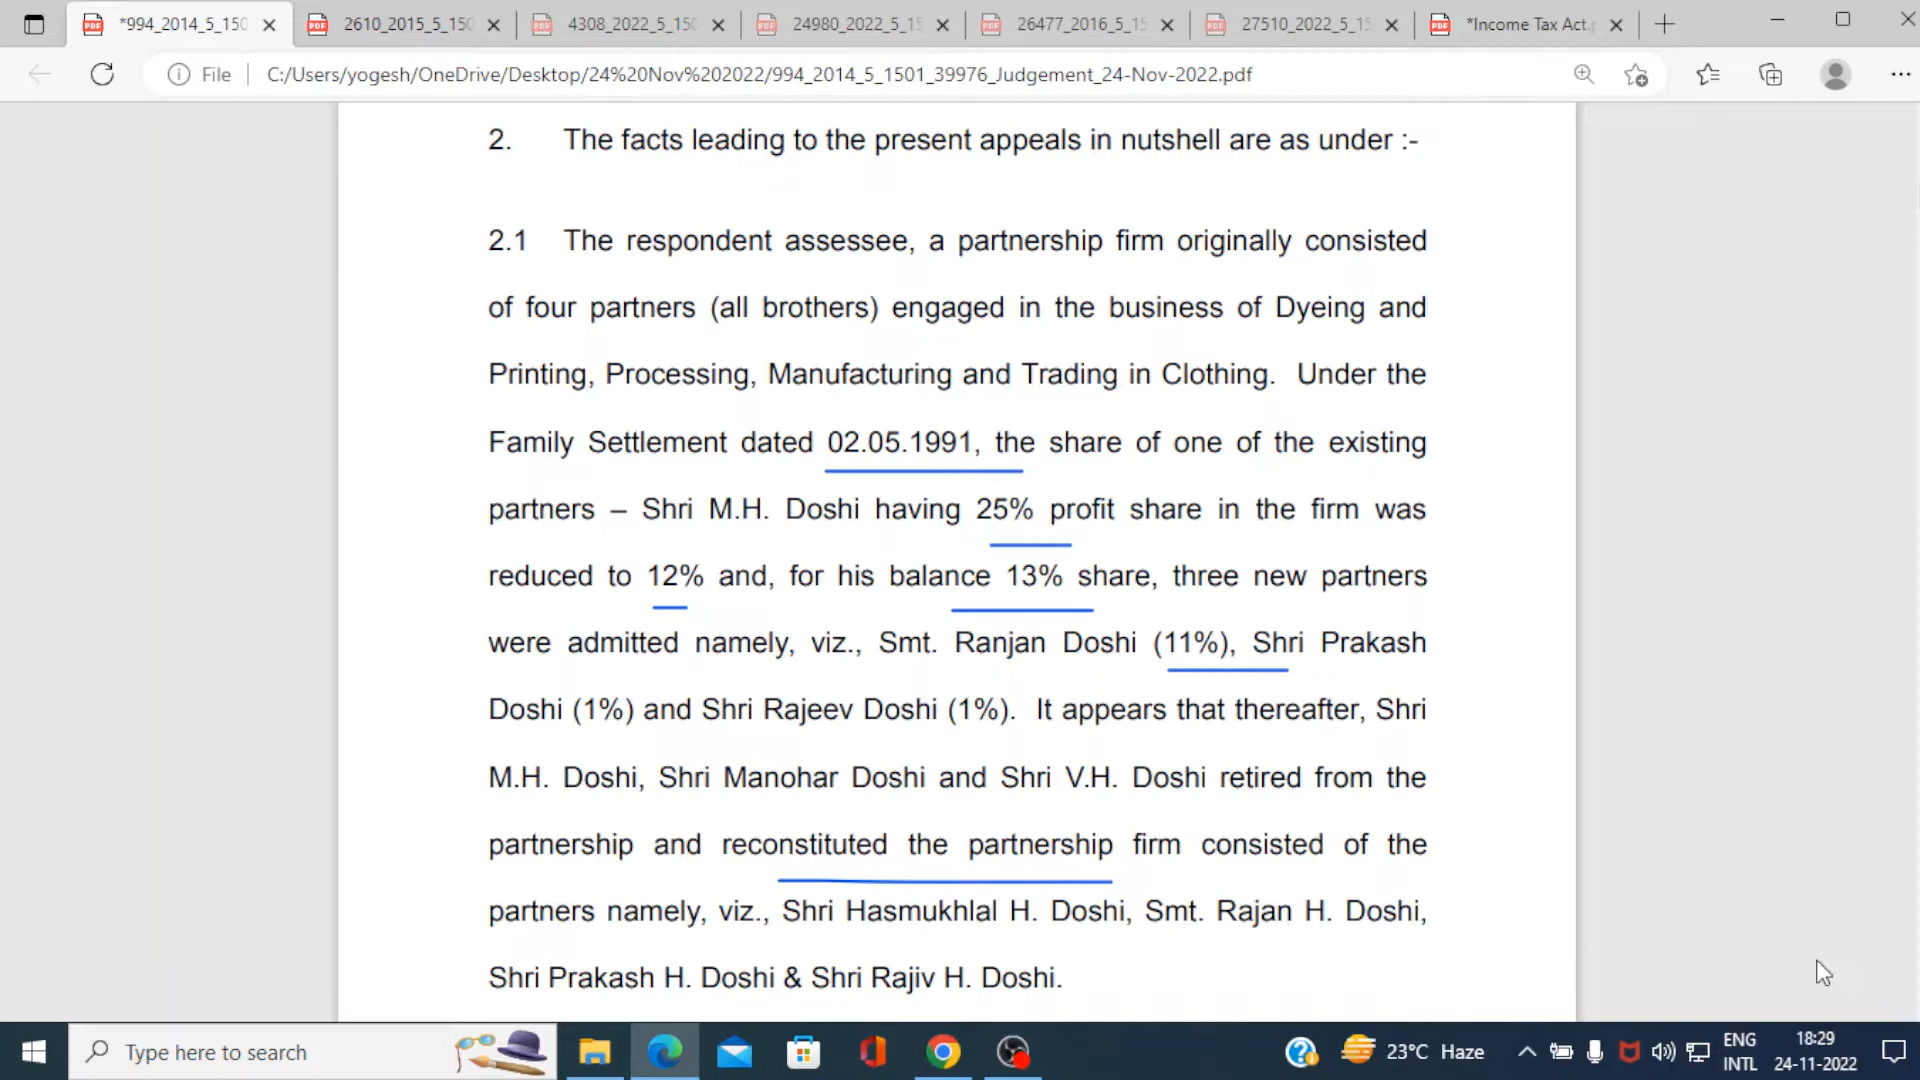 *994_2014_5_150
2610_2015_5_150
4308_2022_5_150
24980_2022_5_15
26477_2016_5_15
27510_2022_5_15
*Income Tax Act.p
File
C:/Users/yogesh/OneDrive/Desktop/24%20Nov%202022/994_2014_5_1501_39976_Judgement_24-Nov-2022.pdf
2. The facts leading to the present appeals in nutshell are as under :-
2.1 The respondent assessee, a partnership firm originally consisted
of four partners (all brothers) engaged in the business of Dyeing and
Printing, Processing, Manufacturing and Trading in Clothing. Under the
Family Settlement dated 02.05.1991, the share of one of the existing
partners – Shri M.H. Doshi having 25% profit share in the firm was
reduced to 12% and, for his balance 13% share, three new partners
were admitted namely, viz., Smt. Ranjan Doshi (11%), Shri Prakash
Doshi (1%) and Shri Rajeev Doshi (1%). It appears that thereafter, Shri
M.H. Doshi, Shri Manohar Doshi and Shri V.H. Doshi retired from the
partnership and reconstituted the partnership firm consisted of the
partners namely, viz., Shri Hasmukhlal H. Doshi, Smt. Rajan H. Doshi,
Shri Prakash H. Doshi & Shri Rajiv H. Doshi.
Type here to search
23°C Haze
ENG
INTL
18:29
24-11-2022